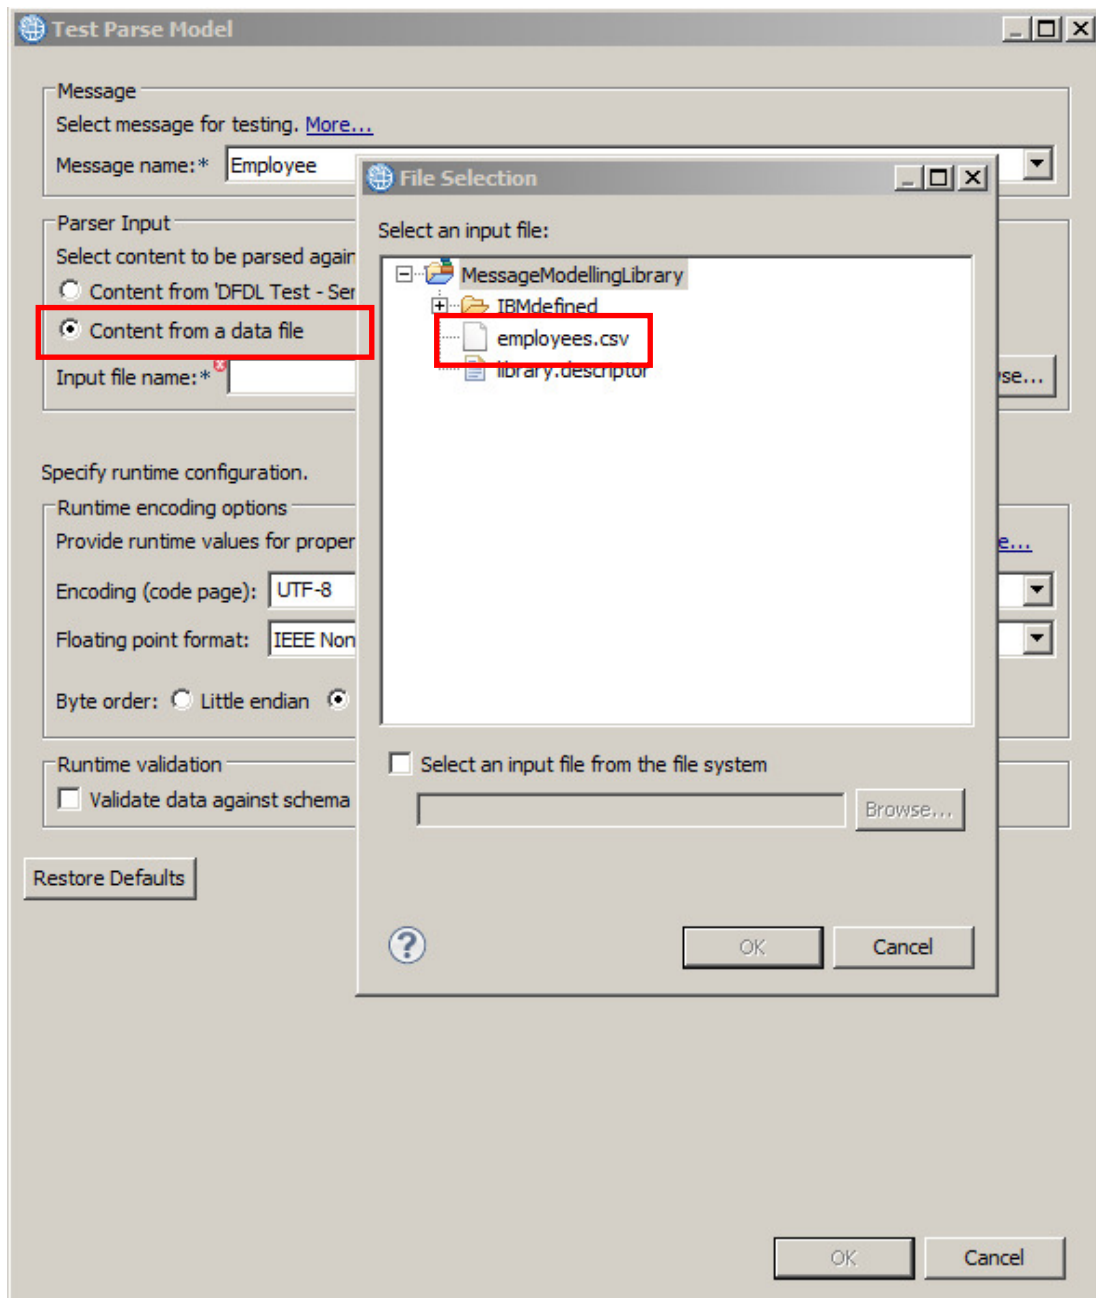 Test Parse Model
Message
Select message for testing. More...
Message name:* Employee
File Selection
Select an input file:
MessageModellingLibrary
IBMdefined
employees.csv
library.descriptor
Select an input file from the file system
Browse...
OK Cancel
Parser Input
Select content to be parsed again
Content from 'DFDL Test - Ser
Content from a data file
Input file name:* se...
Specify runtime configuration.
Runtime encoding options
Provide runtime values for proper e...
Encoding (code page): UTF-8
Floating point format: IEEE Non
Byte order: Little endian
Runtime validation
Validate data against schema
Restore Defaults
OK Cancel